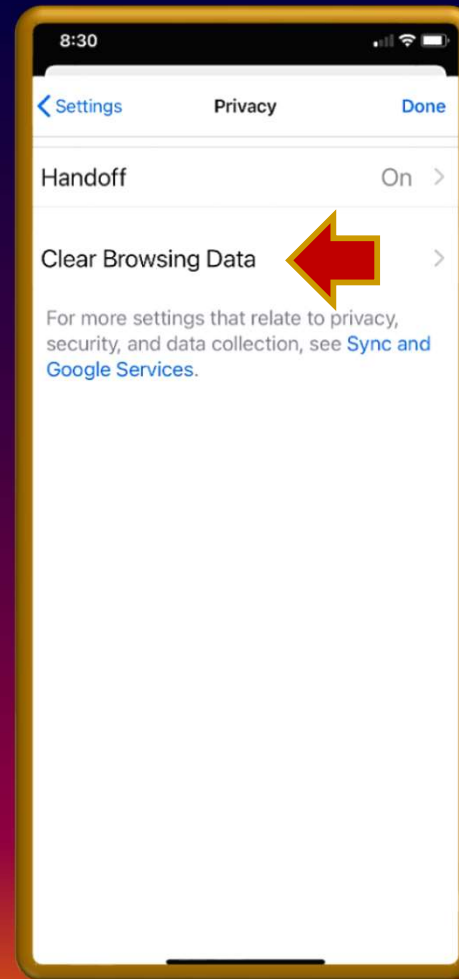 8:30
Settings Privacy Done
Handoff On
Clear Browsing Data
For more settings that relate to privacy,
security, and data collection, see Sync and
Google Services.